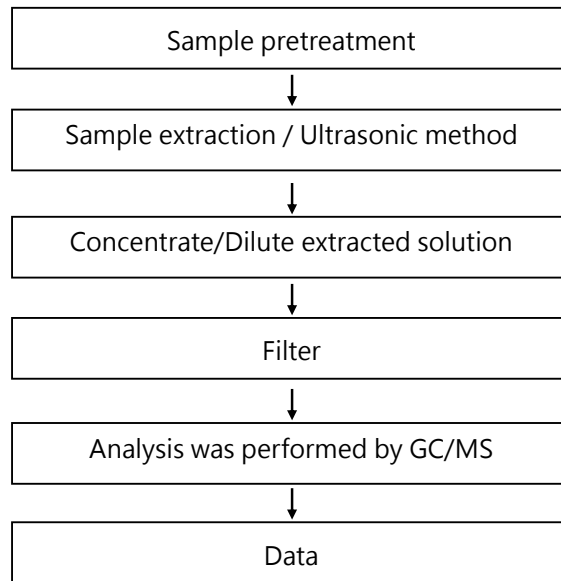 Sample pretreatment
Sample extraction / Ultrasonic method
Concentrate/Dilute extracted solution
Filter
Analysis was performed by GC/MS
Data